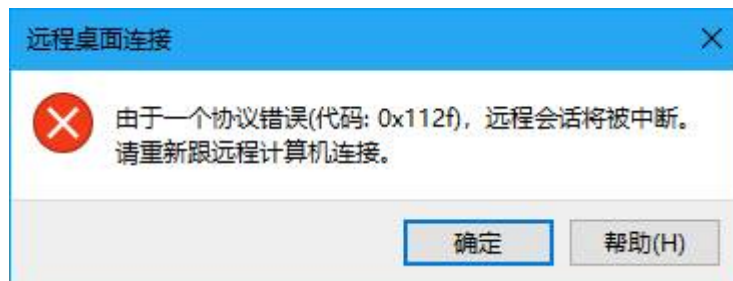 远程桌面连接
由于一个协议错误(代码: 0x112f)，远程会话将被中断。
请重新跟远程计算机连接。
确定
帮助(H)